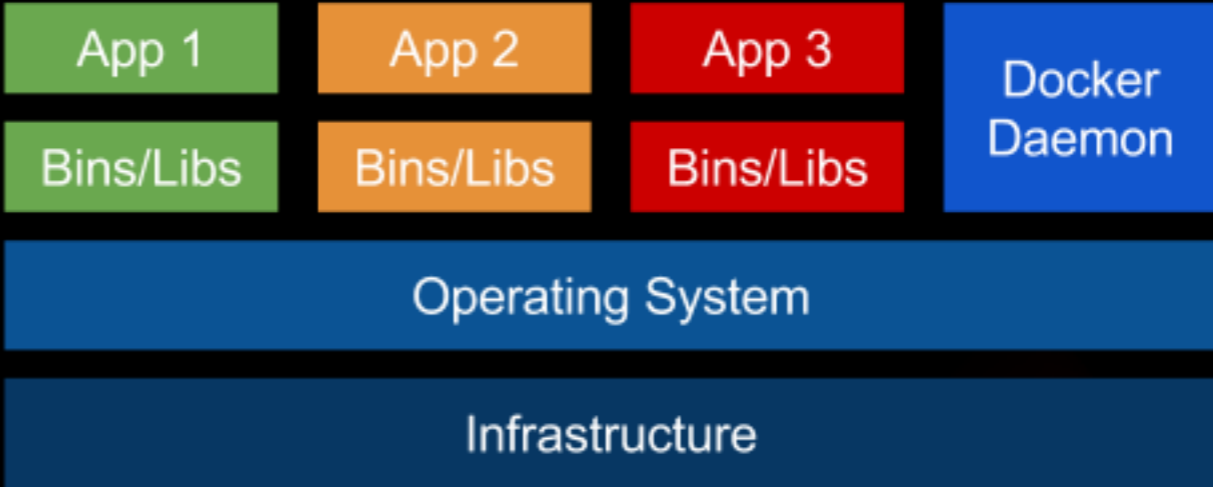 App 1
App 2
App 3
Docker
Daemon
Bins/Libs
Bins/Libs
Bins/Libs
Operating System
Infrastructure